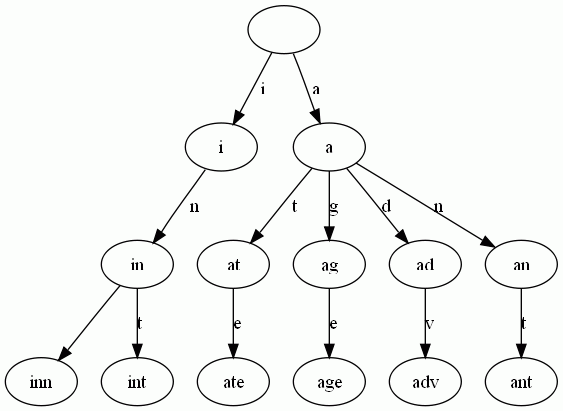 i a
i a
n t g d n
in at ag ad an
t e e v t
inn int ate age adv ant